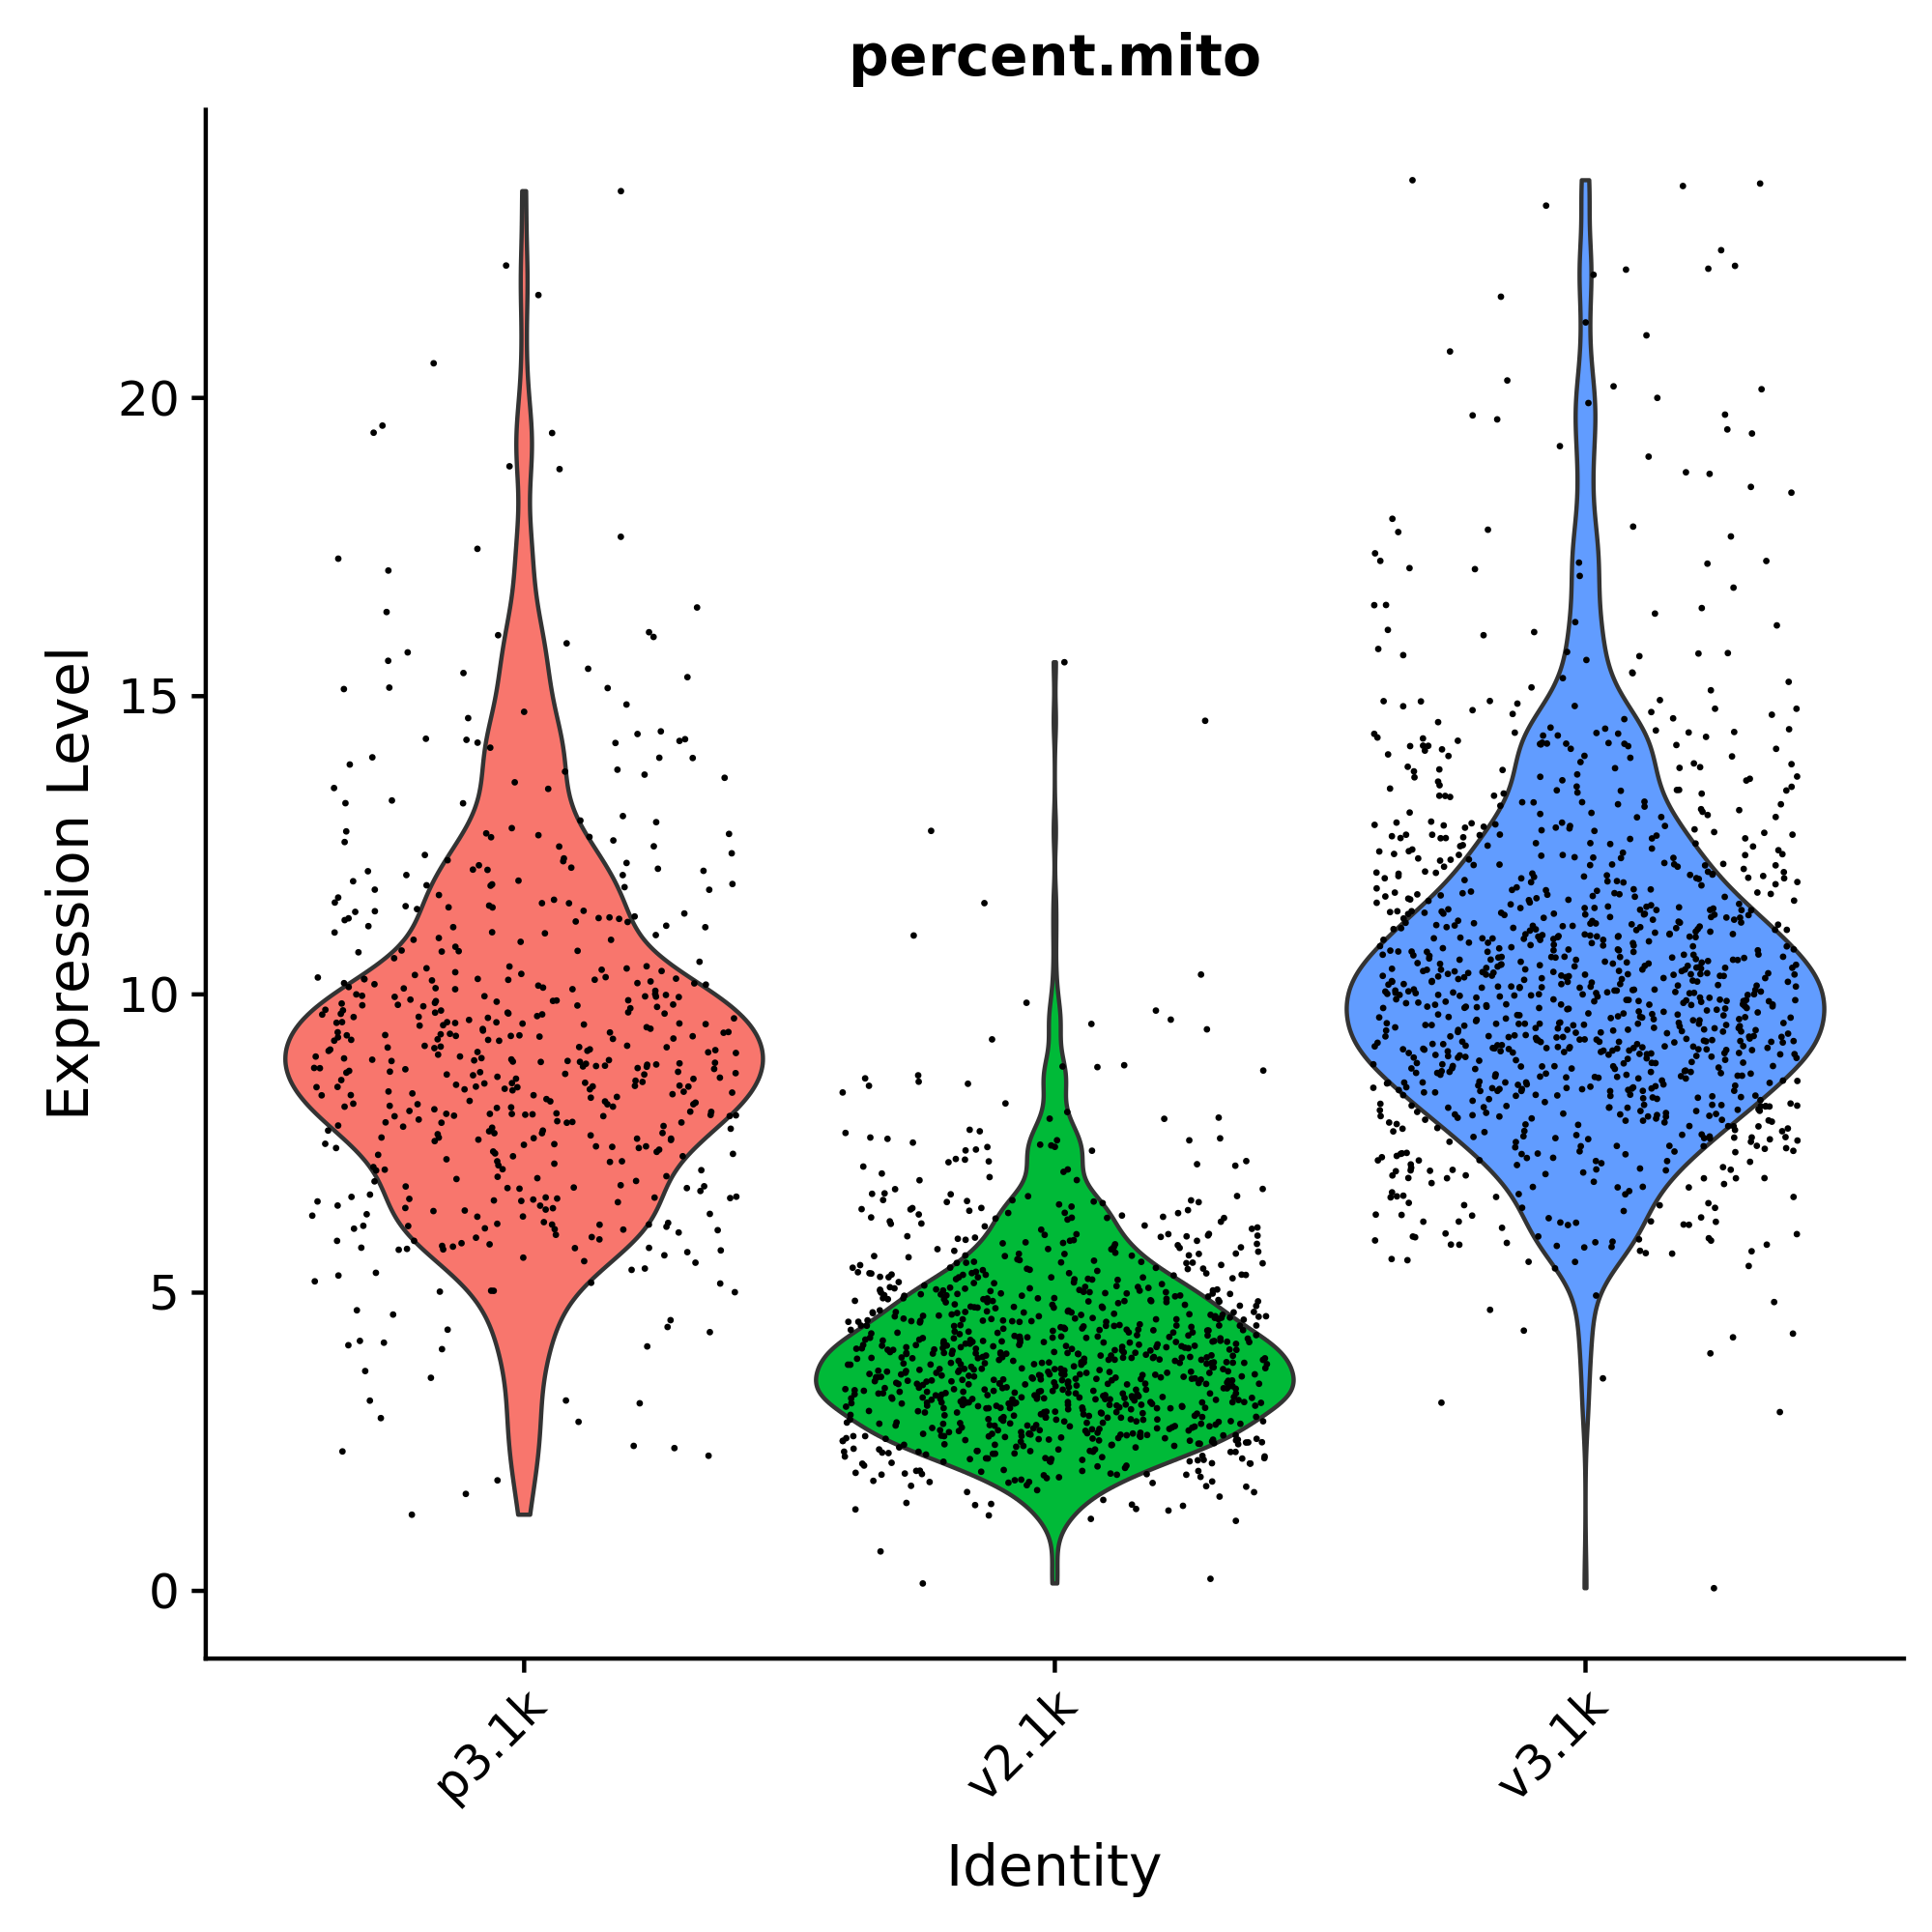 percent.mito
Expression Level
20
15
10
5
0
p3.1k
v2.1k
v3.1k
Identity